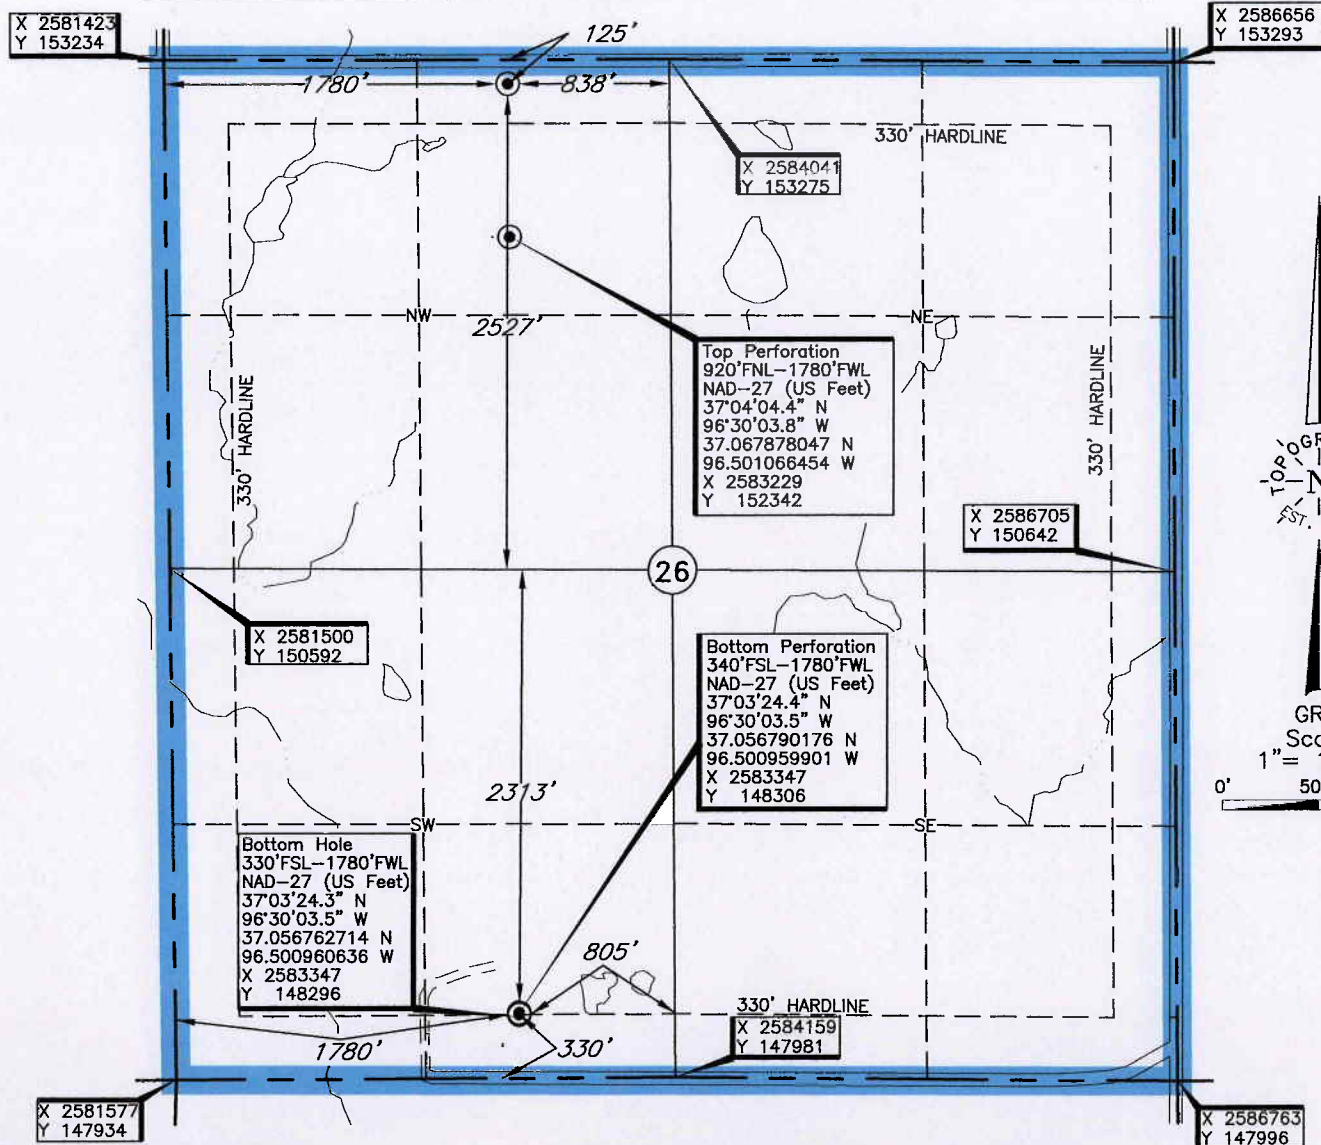 X 2581423
Y 153234
125'
X 2586656
Y 153293
1780'
838'
330' HARDLINE
X 2584041
Y 153275
NW
2527'
NE
330' HARDLINE
330' HARDLINE
Top Perforation
920'FNL-1780'FWL
NAD-27 (US Feet)
37°04'04.4" N
96°30'03.8" W
37.067878047 N
96.501066454 W
X 2583229
Y 152342
EST.
X 2586705
Y 150642
26
X 2581500
Y 150592
Bottom Perforation
340'FSL-1780'FWL
NAD-27 (US Feet)
37°03'24.4" N
96°30'03.5" W
37.056790176 N
96.500959901 W
X 2583347
Y 148306
1"=
0'
2313'
SW
SE
Bottom Hole
330'FSL-1780'FWL
NAD-27 (US Feet)
37°03'24.3" N
96°30'03.5" W
37.056762714 N
96.500960636 W
X 2583347
Y 148296
805'
330' HARDLINE
X 2584159
Y 147981
1780'
330'
X 2581577
Y 147934
X 2586763
Y 147996